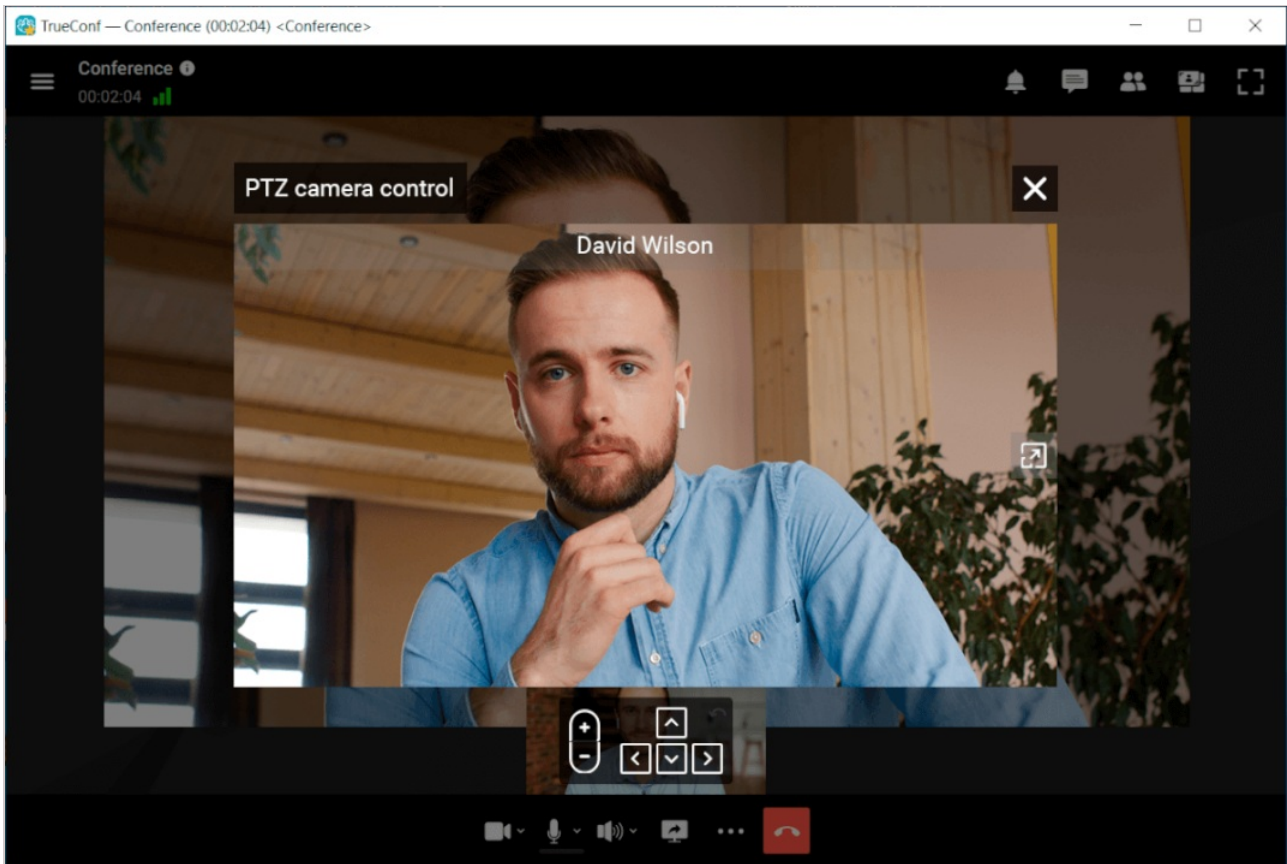 TrueConf — Conference (00:02:04) <Conference>
Conference
00:02:04
PTZ camera control
David Wilson